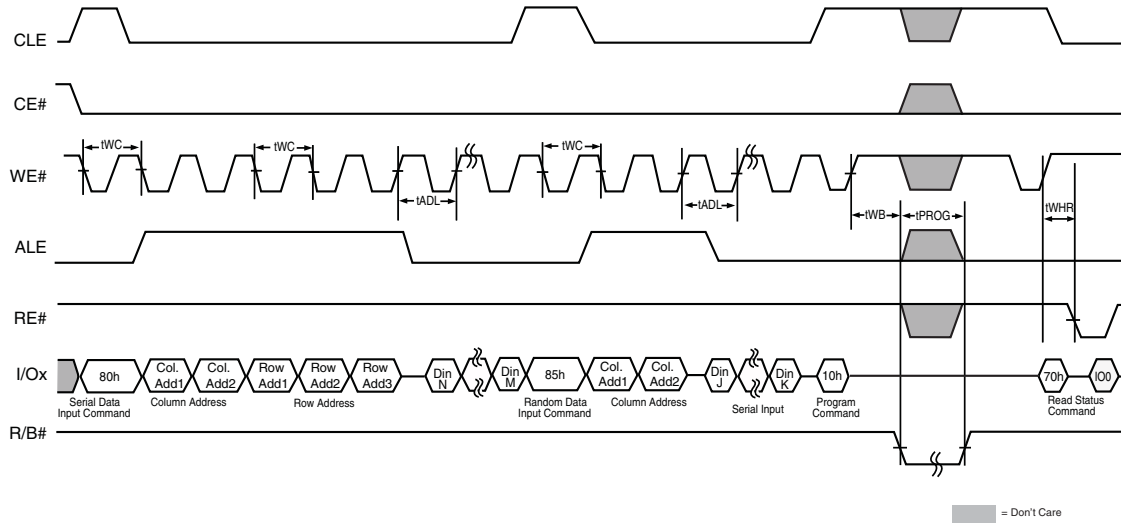 CLE
CE#
tWC tWC tWC
WE#
tADL tADL
tWB tPROG tWHR
ALE
RE#
I/Ox 80h Col. Add1 Col. Add2 Row Add1 Row Add2 Row Add3 Din N Din M 85h Col. Add1 Col. Add2 Din J Din K 10h 70h IO0
Serial Data Input Command Column Address Row Address Random Data Input Command Column Address Serial Input Program Command Read Status Command
R/B#
= Don't Care